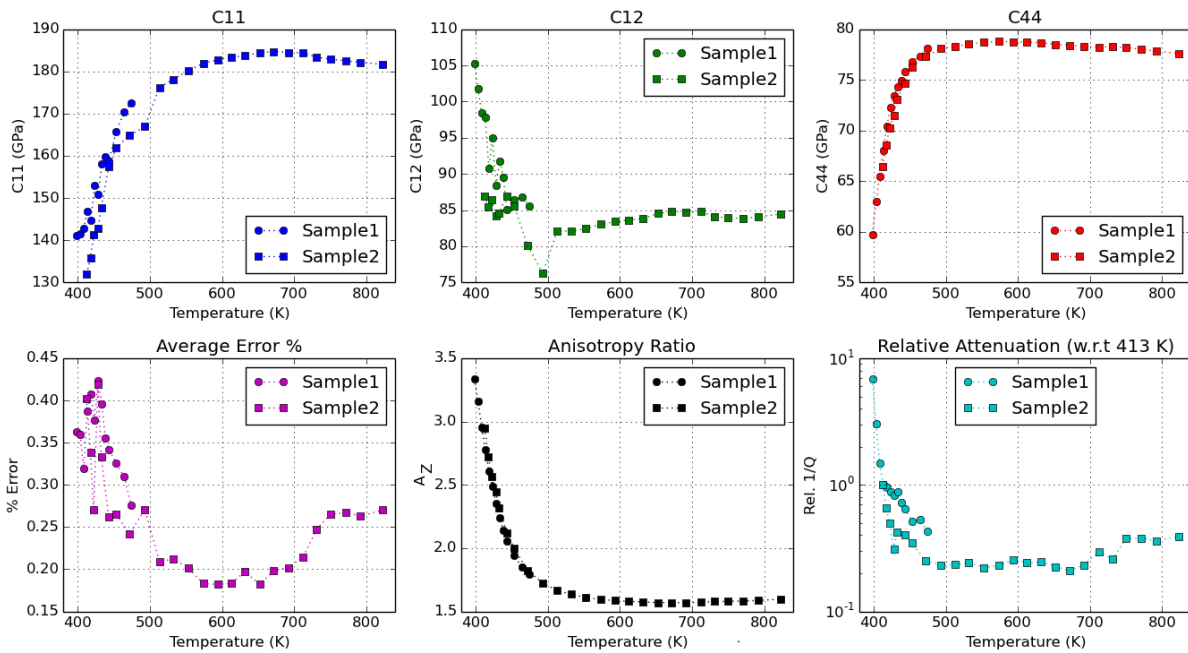 C11
190
180
170
160
150
140
130
C11 (GPa)
400 500 600 700 800
Temperature (K)
Sample1
Sample2
C12
110
105
100
95
90
85
80
75
C12 (GPa)
400 500 600 700 800
Temperature (K)
Sample1
Sample2
C44
80
75
70
65
60
55
C44 (GPa)
400 500 600 700 800
Temperature (K)
Sample1
Sample2
Average Error %
0.45
0.40
0.35
0.30
0.25
0.20
0.15
% Error
400 500 600 700 800
Temperature (K)
Sample1
Sample2
Anisotropy Ratio
3.5
3.0
2.5
2.0
1.5
A Z
400 500 600 700 800
Temperature (K)
Sample1
Sample2
Relative Attenuation (w.r.t 413 K)
10^1
10^0
10^-1
Rel. 1/Q
400 500 600 700 800
Temperature (K)
Sample1
Sample2